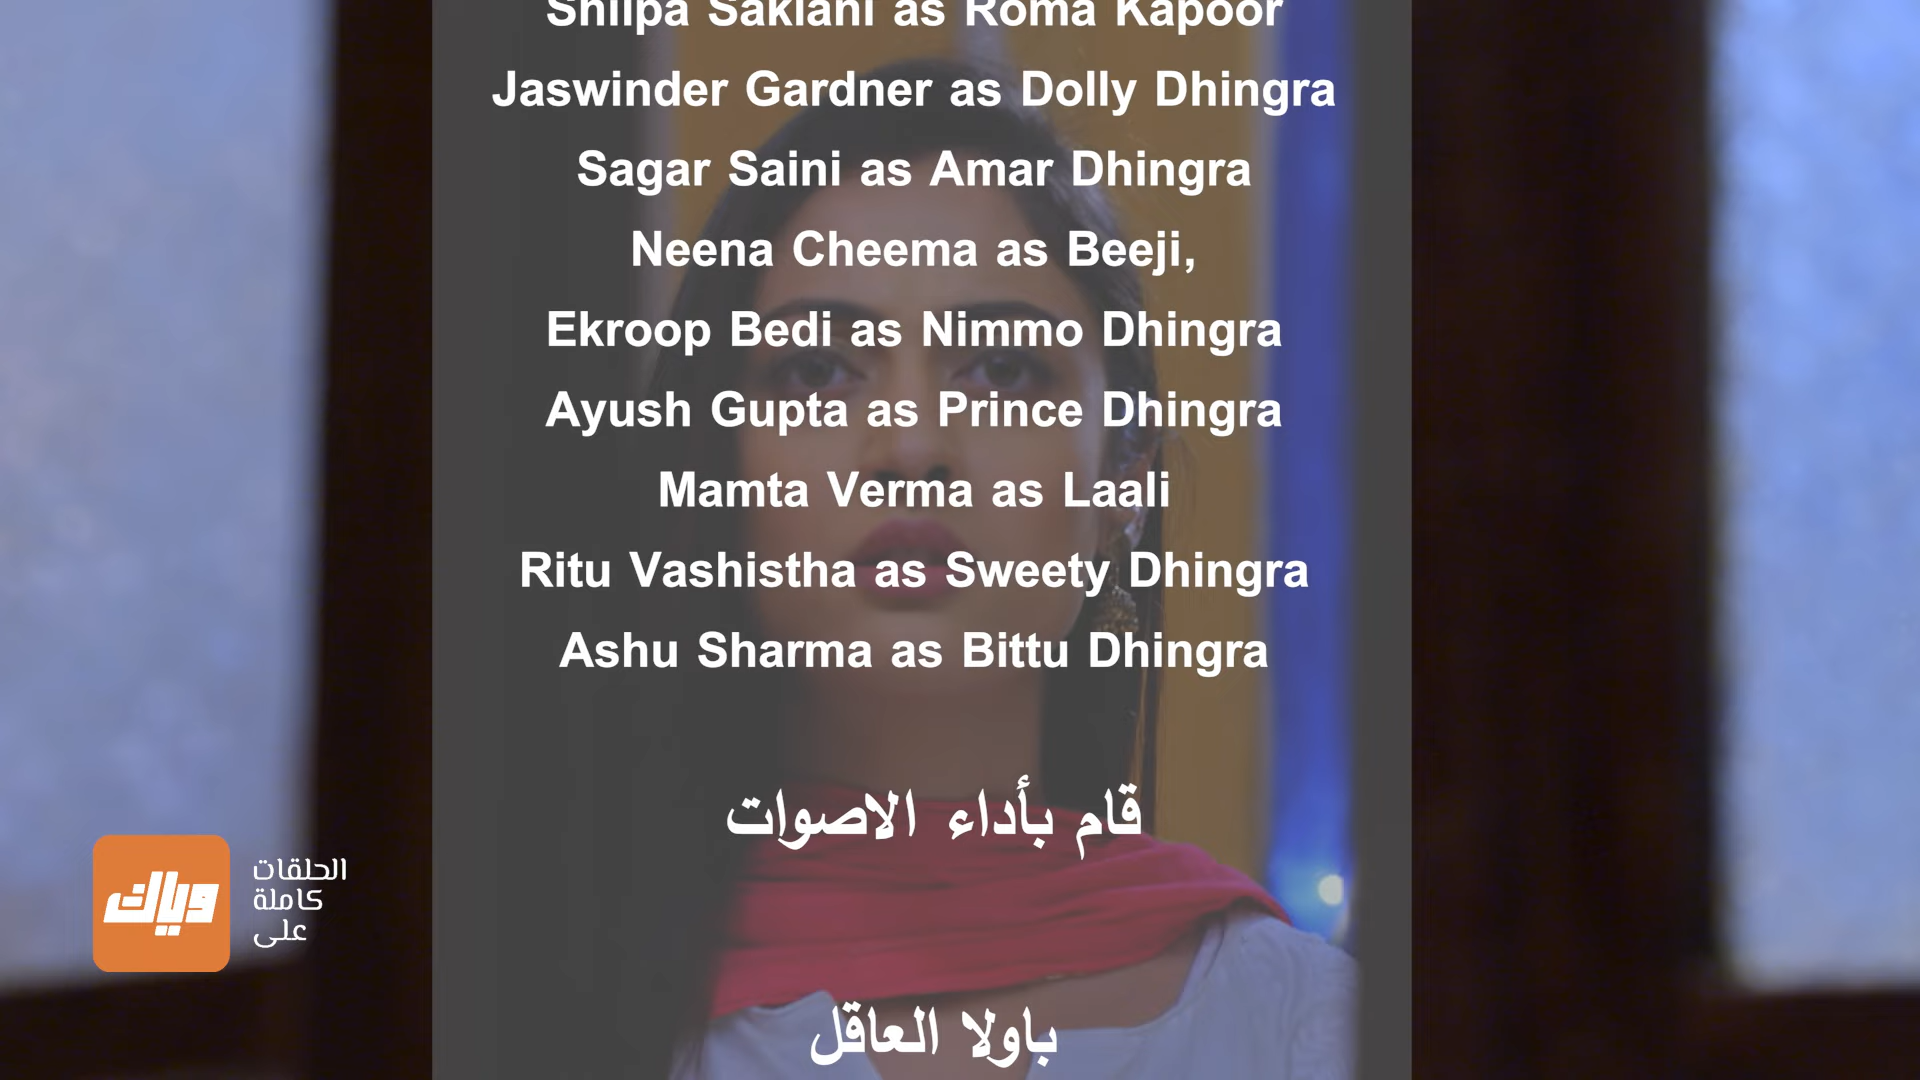 Shilpa Saklani as Roma Kapoor
Jaswinder Gardner as Dolly Dhingra
Sagar Saini as Amar Dhingra
Neena Cheema as Beeji,
Ekroop Bedi as Nimmo Dhingra
Ayush Gupta as Prince Dhingra
Mamta Verma as Laali
Ritu Vashistha as Sweety Dhingra
Ashu Sharma as Bittu Dhingra
قام بأداء الاصوات
باولا العاقل
وياك
الحلقات
كاملة
على